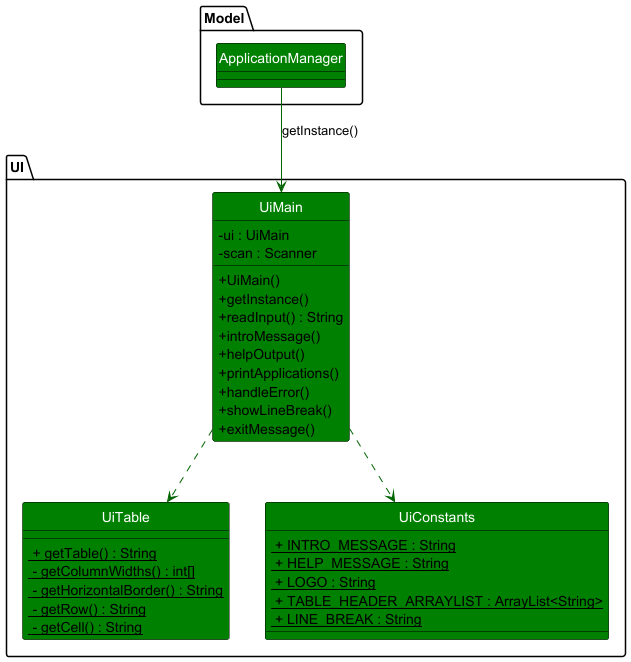 Model
ApplicationManager
getInstance()
UI
UiMain
-ui : UiMain
-scan : Scanner
+UiMain()
+getInstance()
+readInput() : String
+introMessage()
+helpOutput()
+printApplications()
+handleError()
+showLineBreak()
+exitMessage()
UiTable
+ getTable() : String
- getColumnWidths() : int[]
- getHorizontalBorder() : String
- getRow() : String
- getCell() : String
UiConstants
+ INTRO_MESSAGE : String
+ HELP_MESSAGE : String
+ LOGO : String
+ TABLE_HEADER_ARRAYLIST : ArrayList<String>
+ LINE_BREAK : String